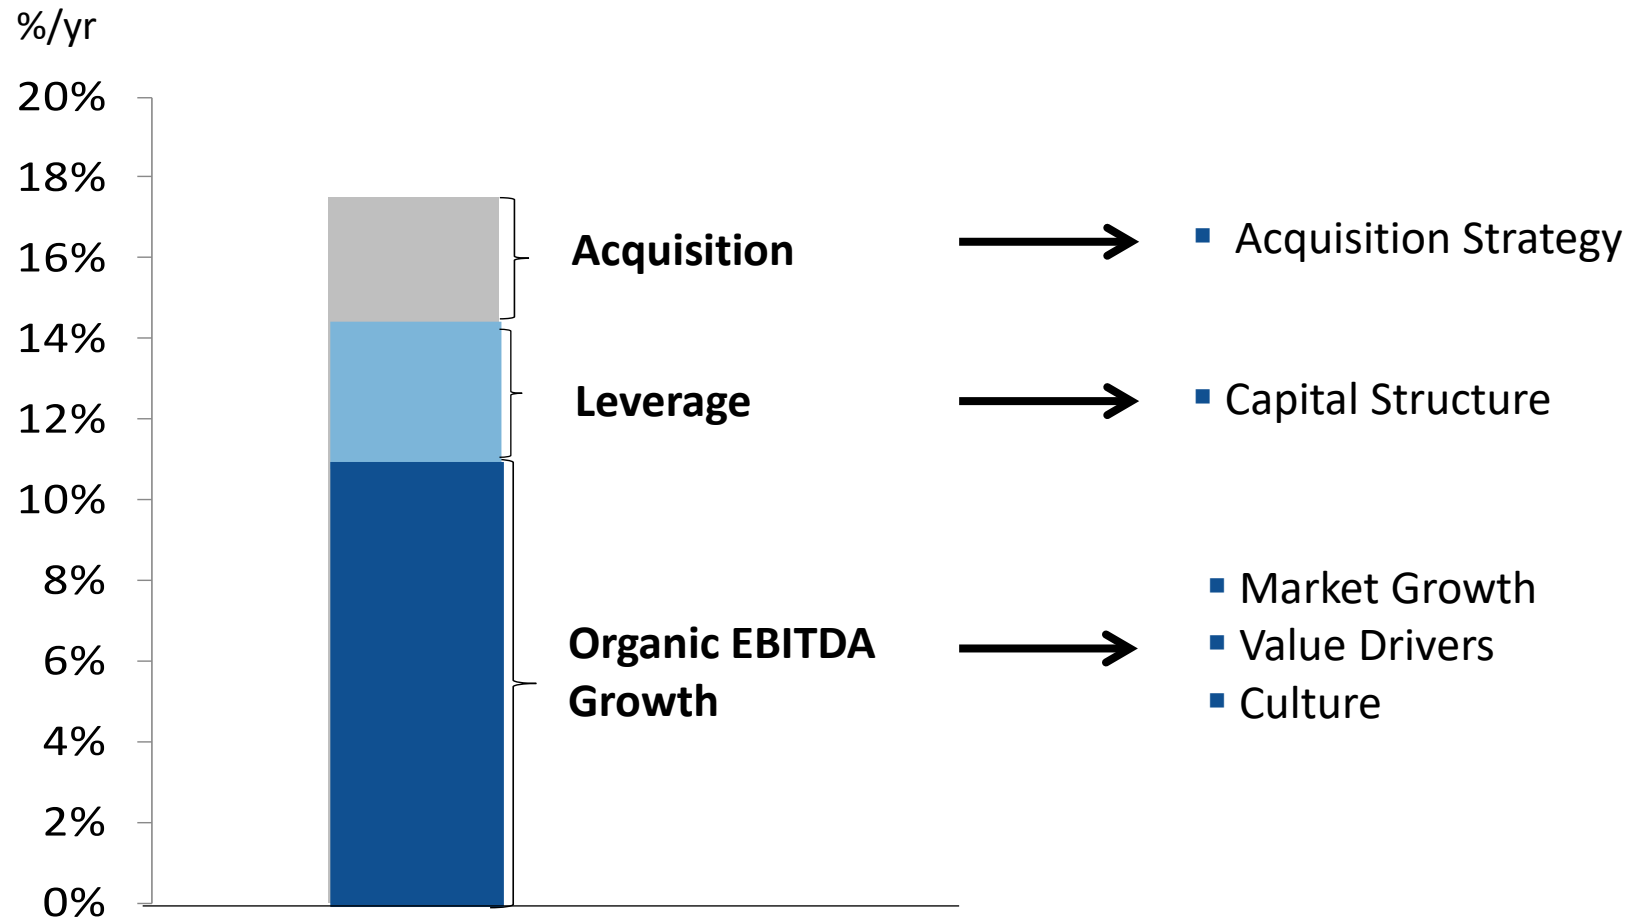 %/yr
20%
18%
16%
14%
12%
10%
8%
6%
4%
2%
0%
Acquisition
▪ Acquisition Strategy
Leverage
▪ Capital Structure
Organic EBITDA
Growth
▪ Market Growth
▪ Value Drivers
▪ Culture